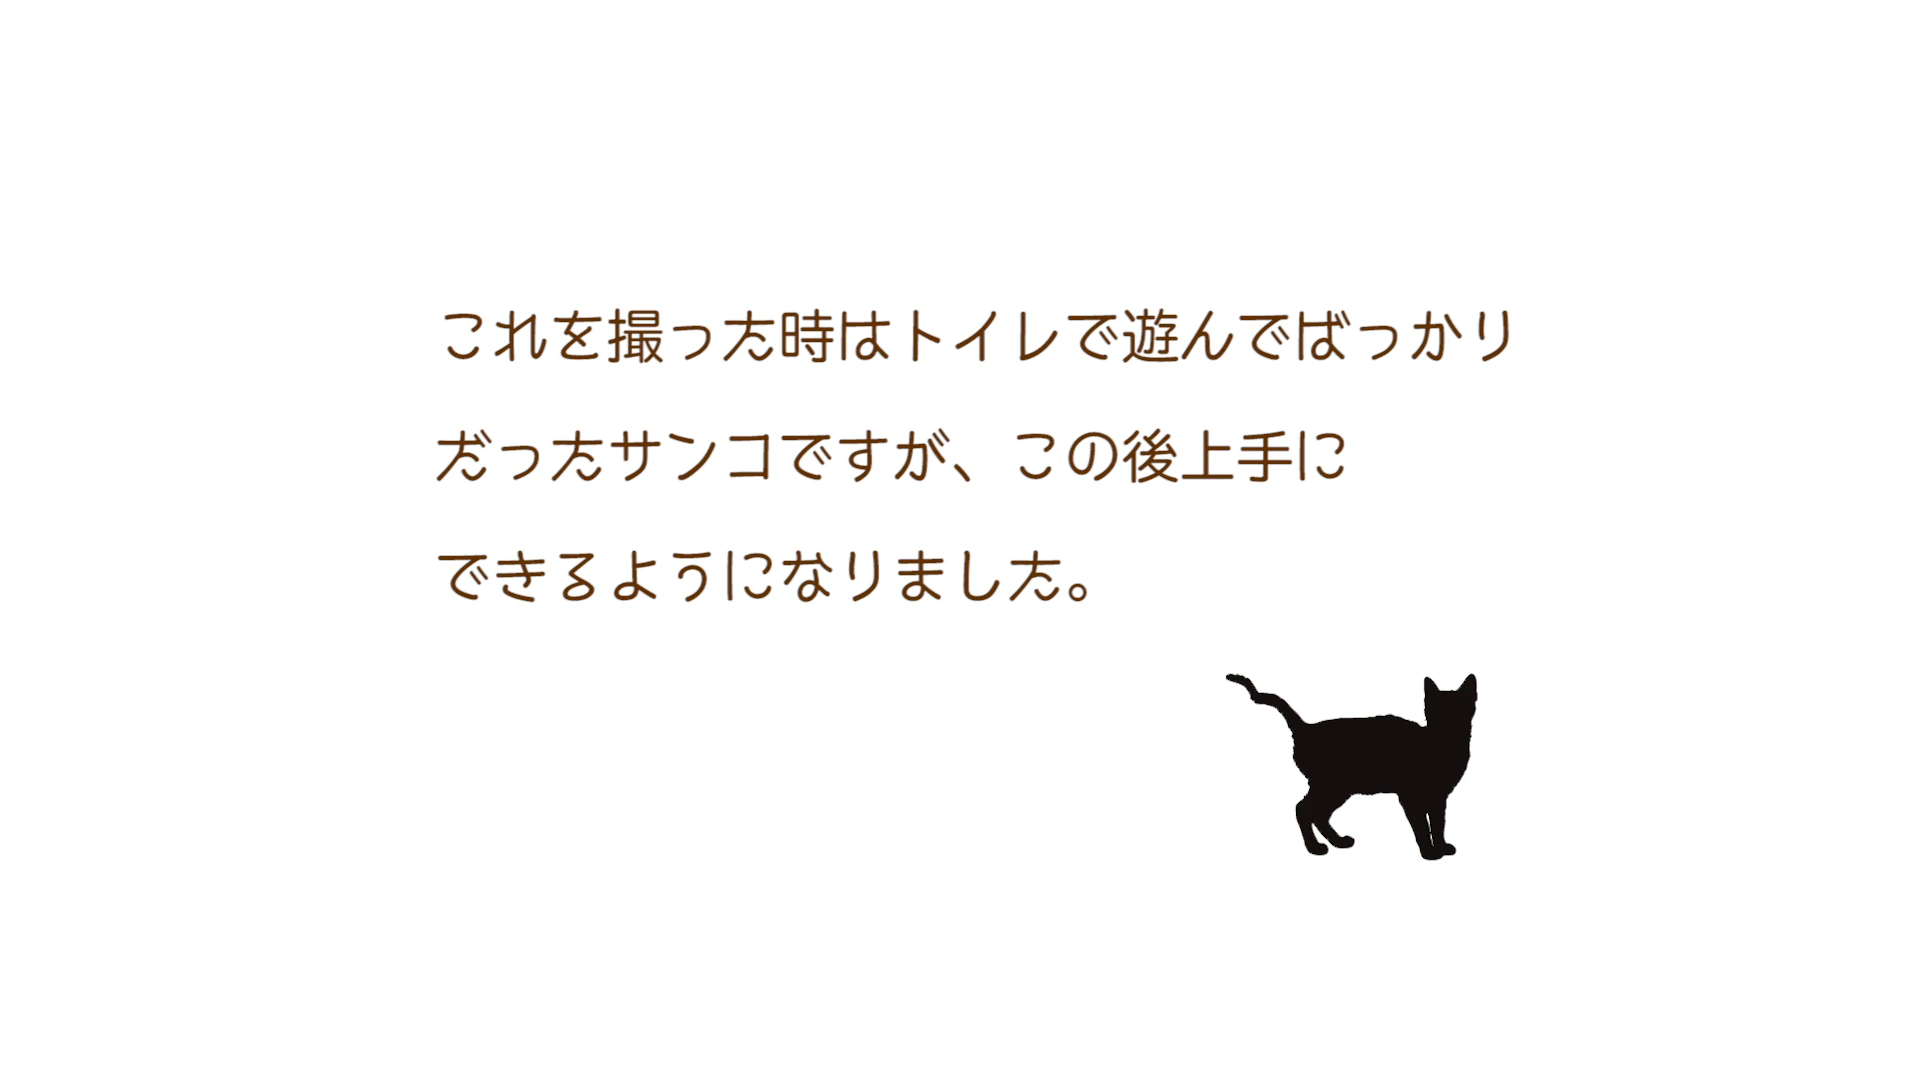 これを撮った時はトイレで遊んでばっかり
だったサンコですが、この後上手に
できるようになりました。